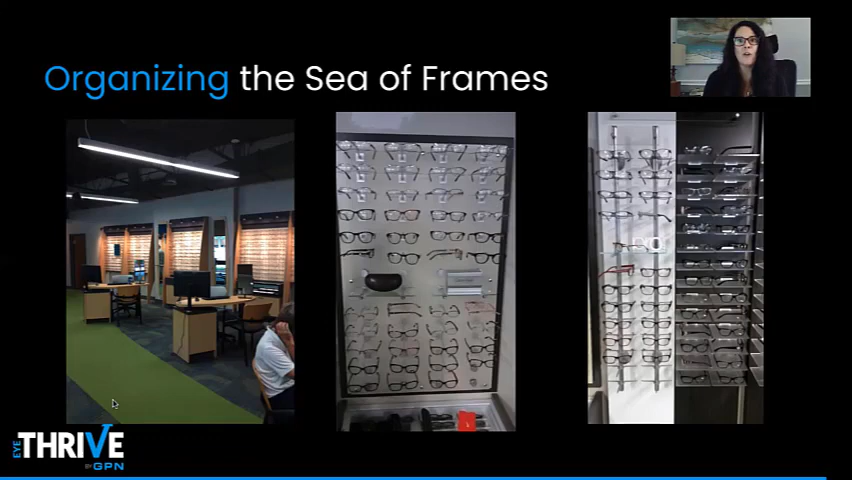 Organizing the Sea of Frames
EYE
THRIVE
BY GPN